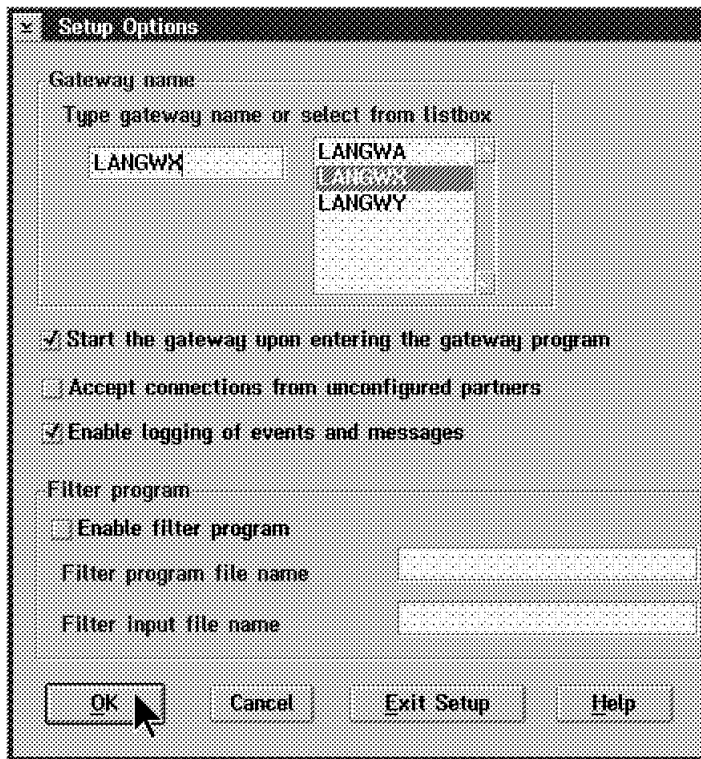 Setup Options
Gateway name
Type gateway name or select from listbox
LANGWX
LANGWA
LANGWX
LANGWY
Start the gateway upon entering the gateway program
Accept connections from unconfigured partners
Enable logging of events and messages
Filter program
Enable filter program
Filter program file name
Filter input file name
OK Cancel Exit Setup Help